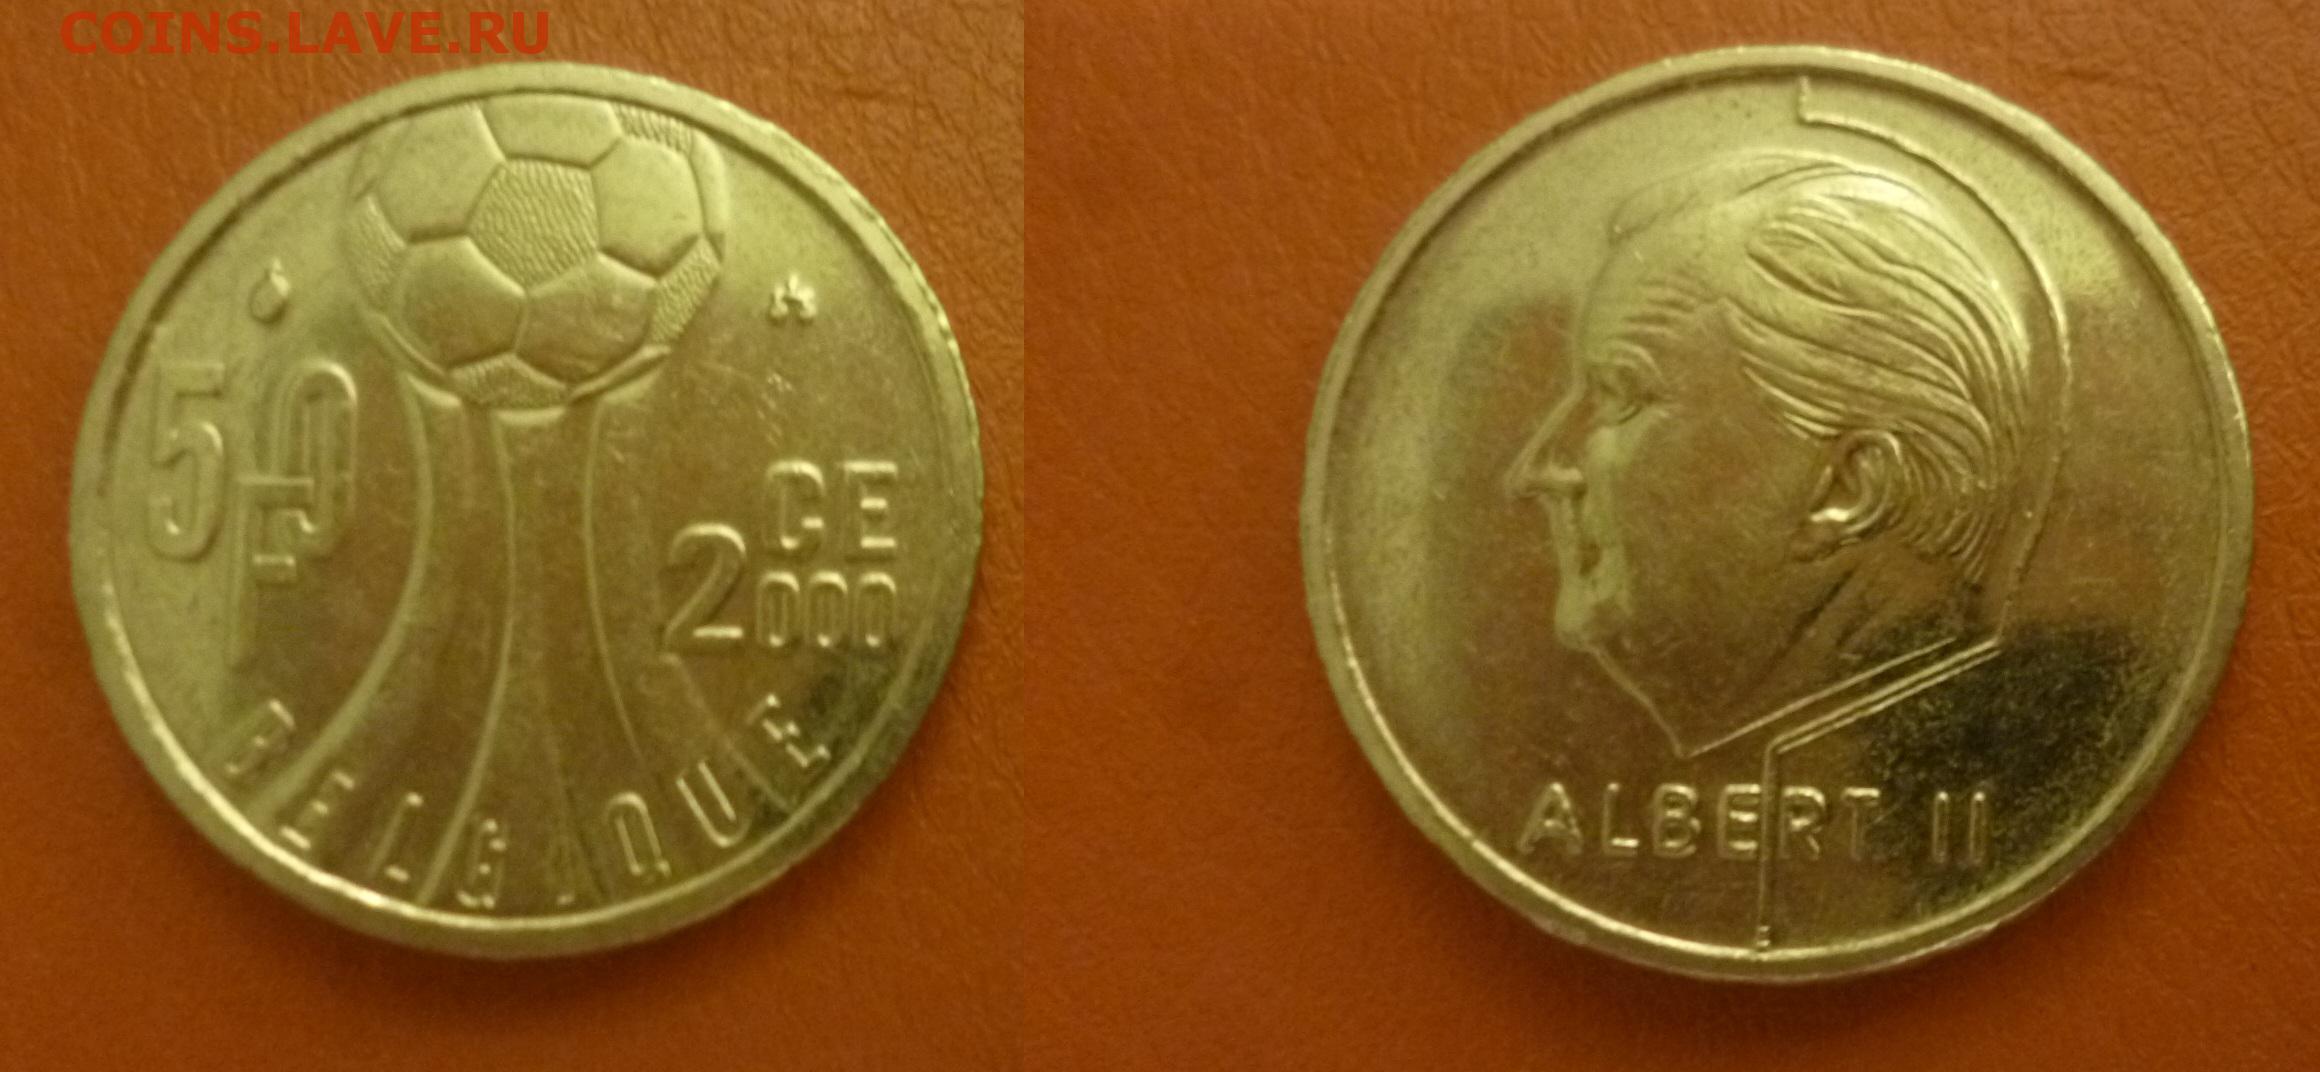 COINS.LAVE.RU
50 F
CE
2000
BELGIQUE
ALBERT II